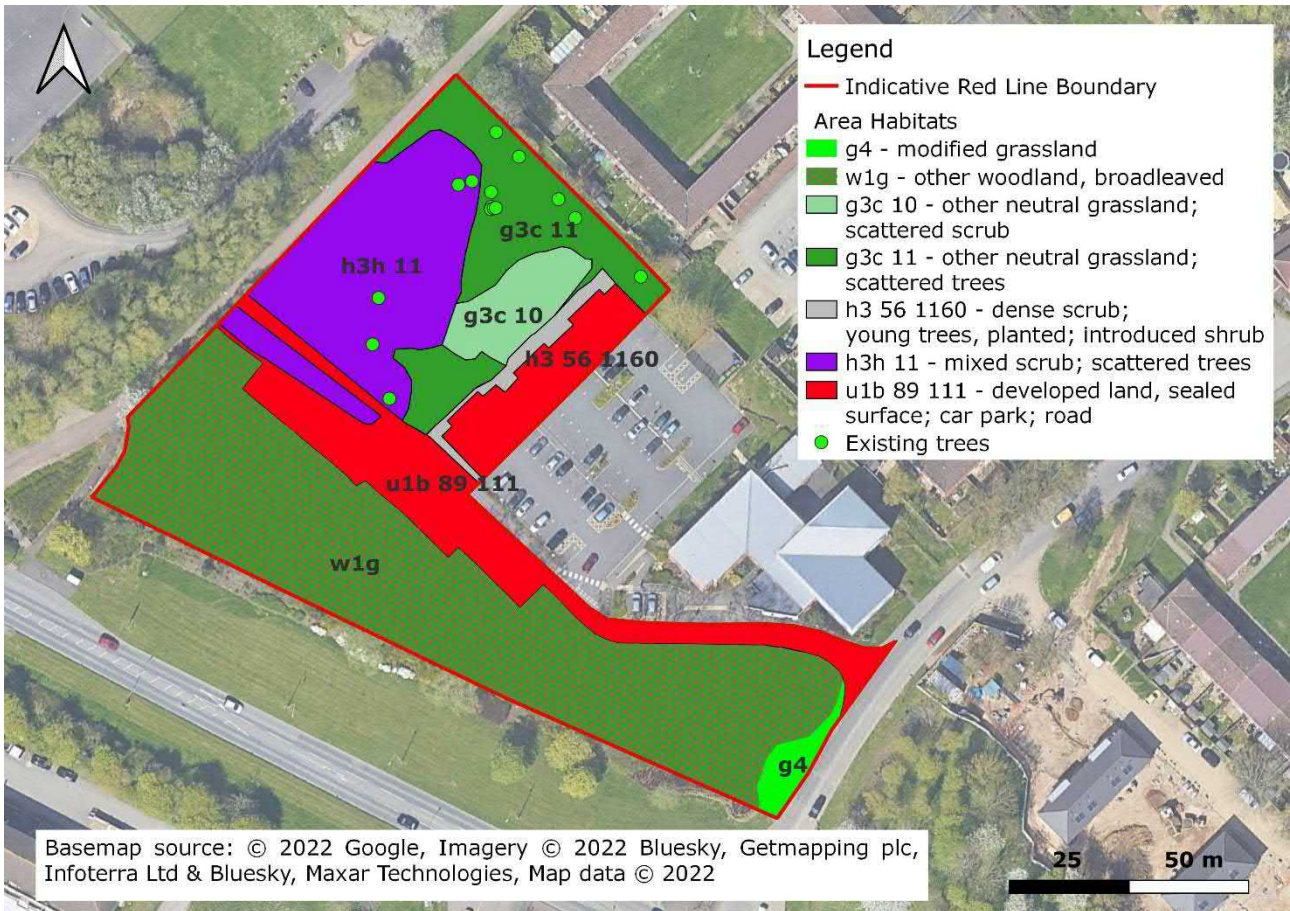 Legend
Indicative Red Line Boundary
Area Habitats
g4 - modified grassland
w1g - other woodland, broadleaved
g3c 10 - other neutral grassland;
scattered scrub
g3c 11 - other neutral grassland;
scattered trees
h3 56 1160 - dense scrub;
young trees, planted; introduced shrub
h3h 11 - mixed scrub; scattered trees
u1b 89 111 - developed land, sealed
surface; car park; road
Existing trees
g3c 11
h3h 11
g3c 10
h3 56 1160
u1b 89 111
w1g
g4
Basemap source: © 2022 Google, Imagery © 2022 Bluesky, Getmapping plc,
Infoterra Ltd & Bluesky, Maxar Technologies, Map data © 2022
25 50 m